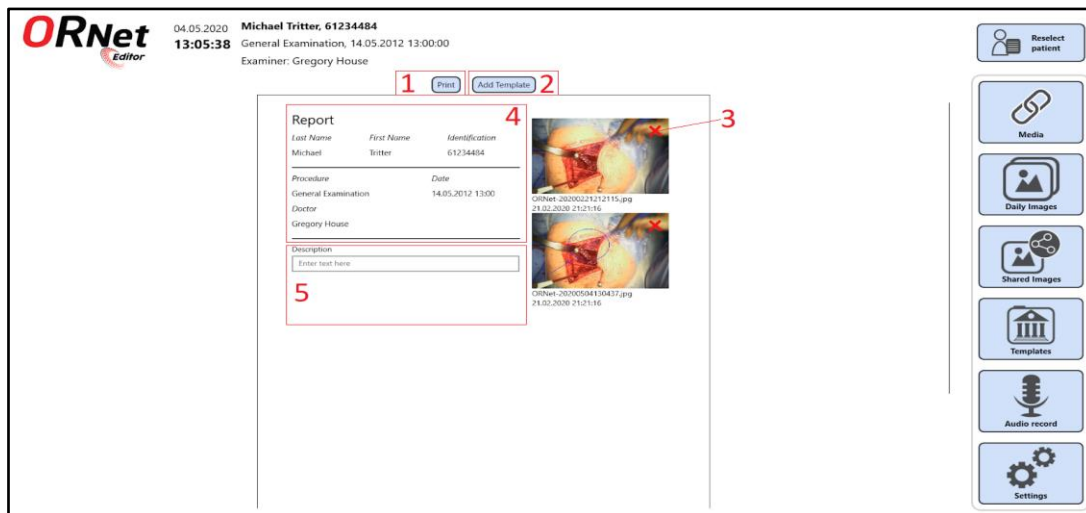 ORNet
Editor
04.05.2020
13:05:38
Michael Tritter, 61234484
General Examination, 14.05.2012 13:00:00
Examiner: Gregory House
Reselect
patient
1
Print
Add Template
2
Report
4
Last Name First Name Identification
Michael Tritter 61234484
Procedure Date
General Examination 14.05.2012 13:00
Doctor
Gregory House
Description
Enter text here
5
3
ORNet-20200221212115.jpg
21.02.2020 21:21:16
ORNet-20200504130437.jpg
21.02.2020 21:21:16
Media
Daily Images
Shared Images
Templates
Audio record
Settings